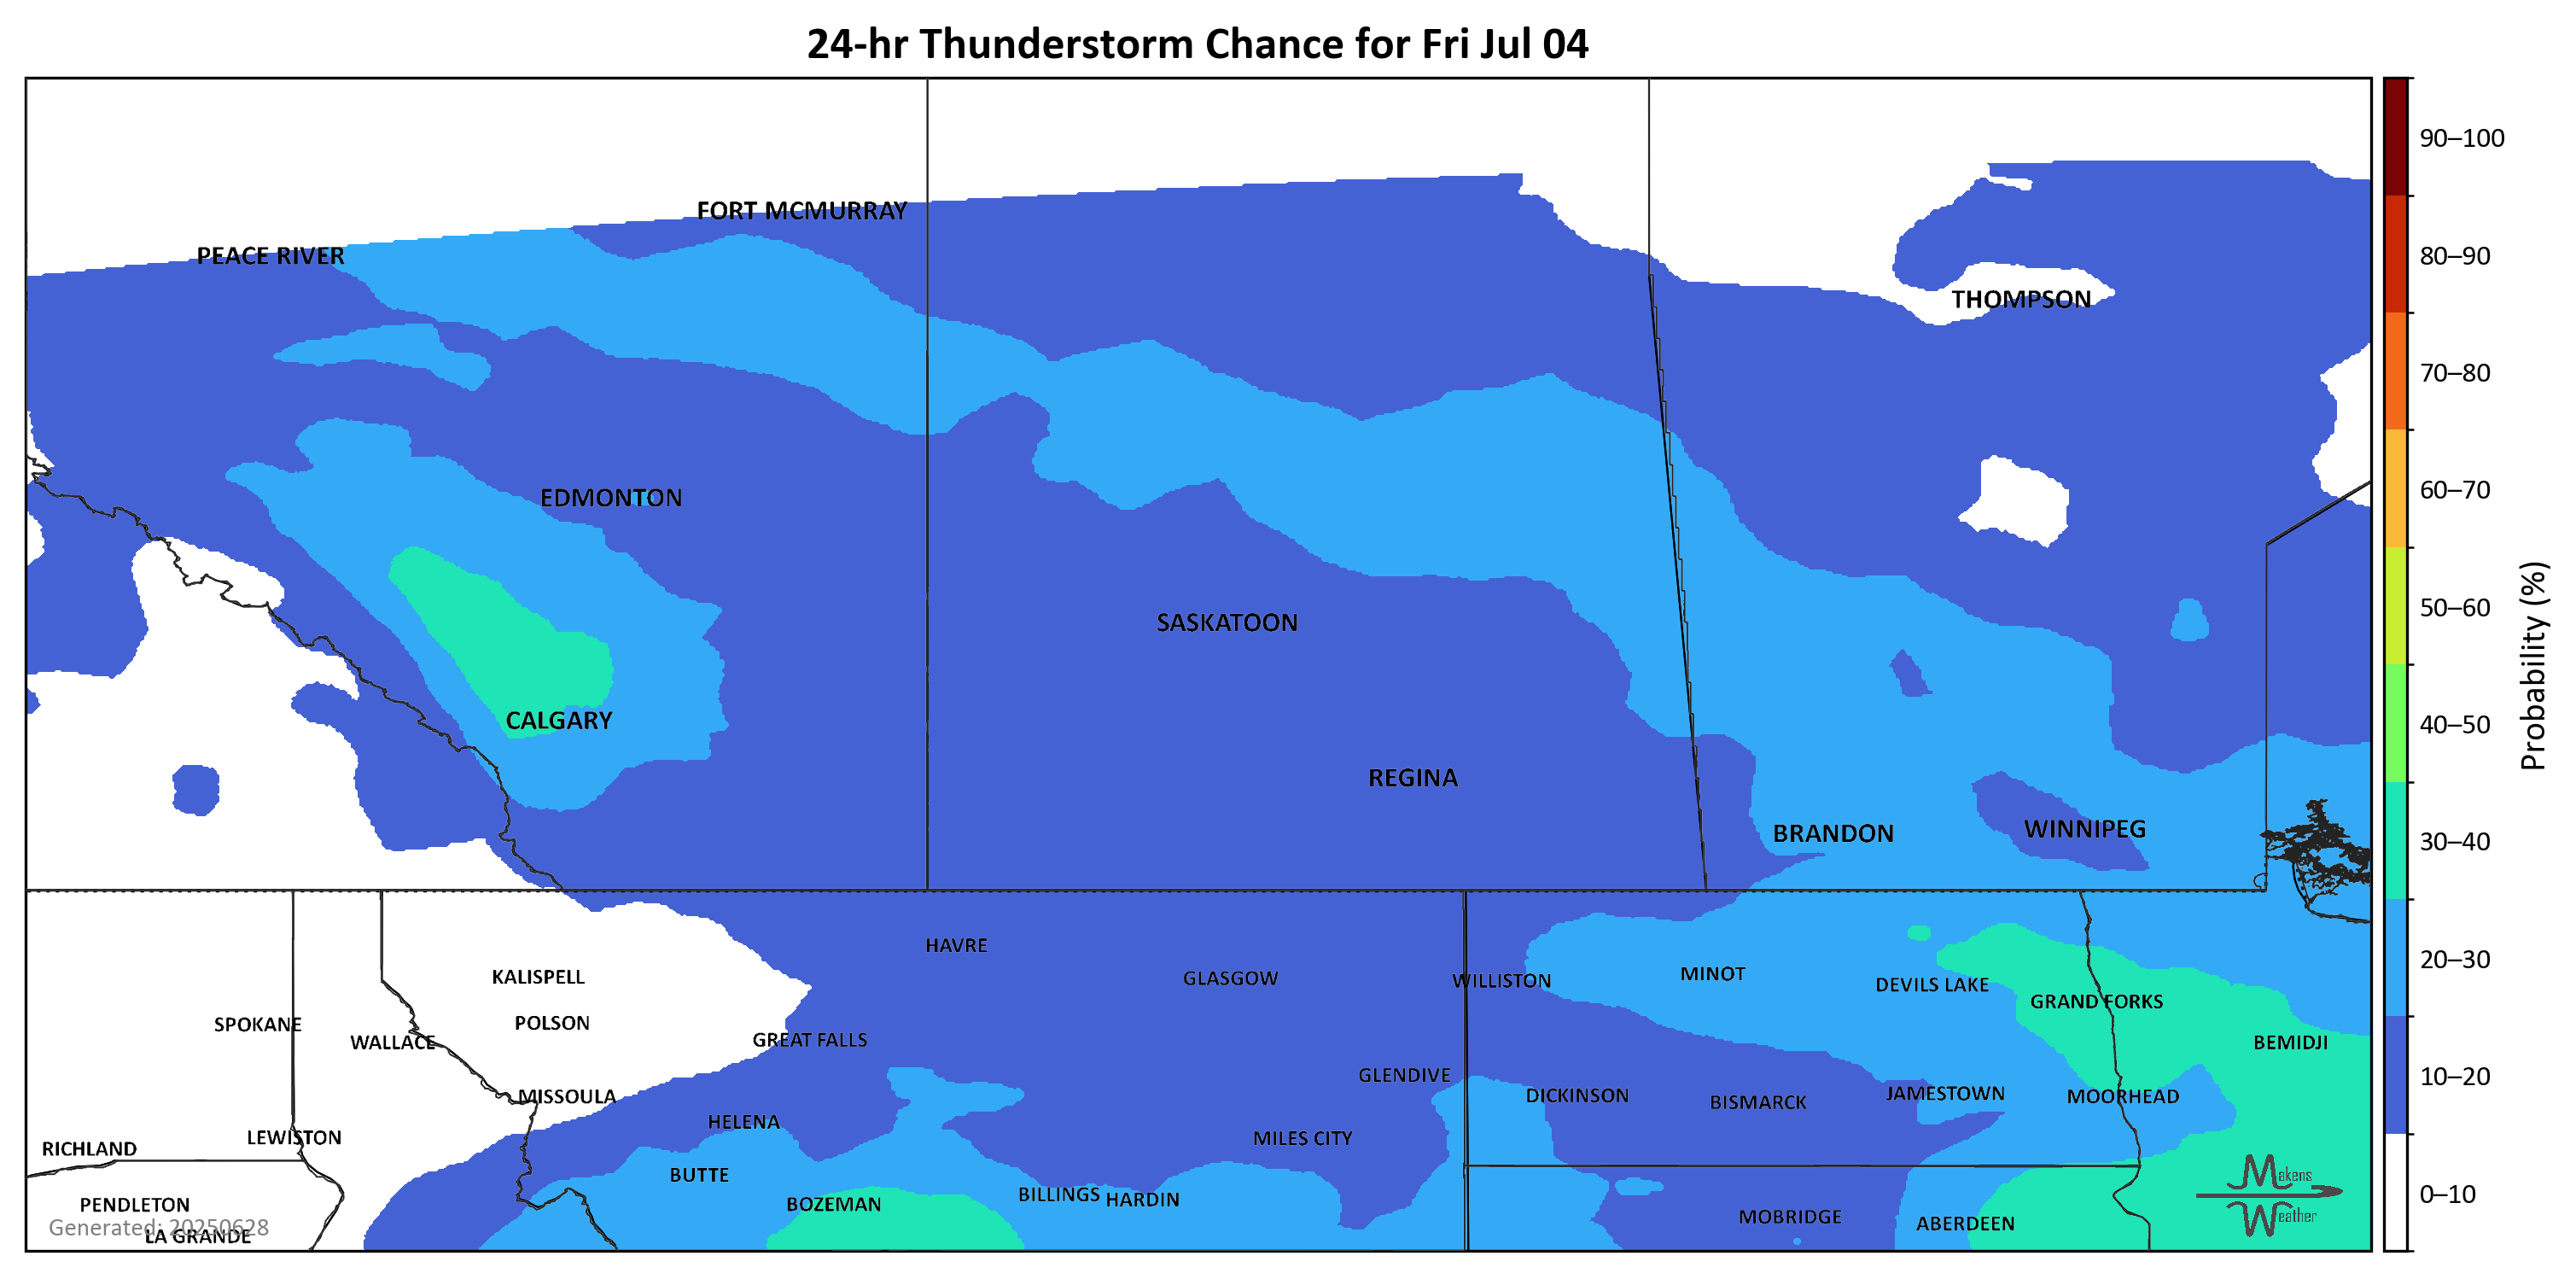 24-hr Thunderstorm Chance for Fri Jul 04
90–100
FORT MCMURRAY
PEACE RIVER
80–90
THOMPSON
70–80
60–70
EDMONTON
50–60
SASKATOON
CALGARY
40–50
Probability (%)
REGINA
BRANDON
WINNIPEG
30–40
HAVRE
20–30
KALISPELL
GLASGOW
WILLISTON
MINOT
DEVILS LAKE
GRAND FORKS
SPOKANE
POLSON
WALLACE
GREAT FALLS
BEMIDJI
GLENDIVE
10–20
MISSOULA
DICKINSON
BISMARCK
JAMESTOWN
MOORHEAD
HELENA
LEWISTON
MILES CITY
RICHLAND
BUTTE
Makens
Weather
0–10
BILLINGS
HARDIN
PENDLETON
BOZEMAN
MOBRIDGE
ABERDEEN
Generated: 20250628
LA GRANDE